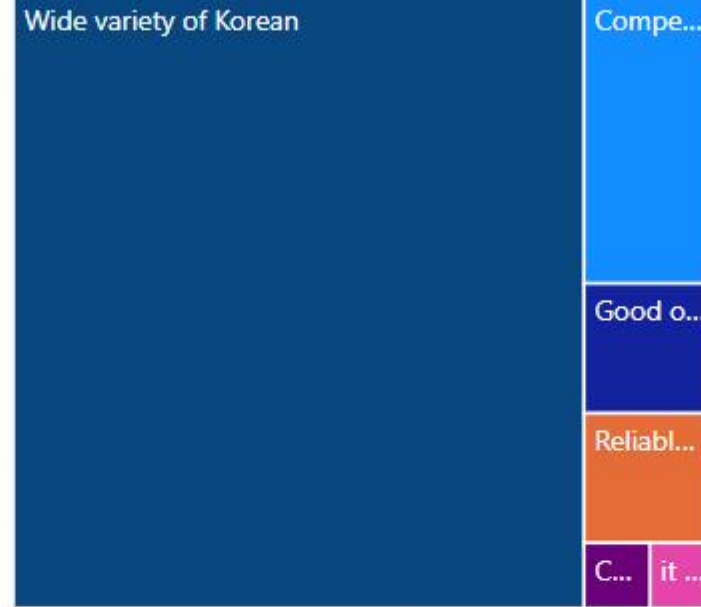 Wide variety of Korean
Compe...
Good o...
Reliabl...
C...
it ...